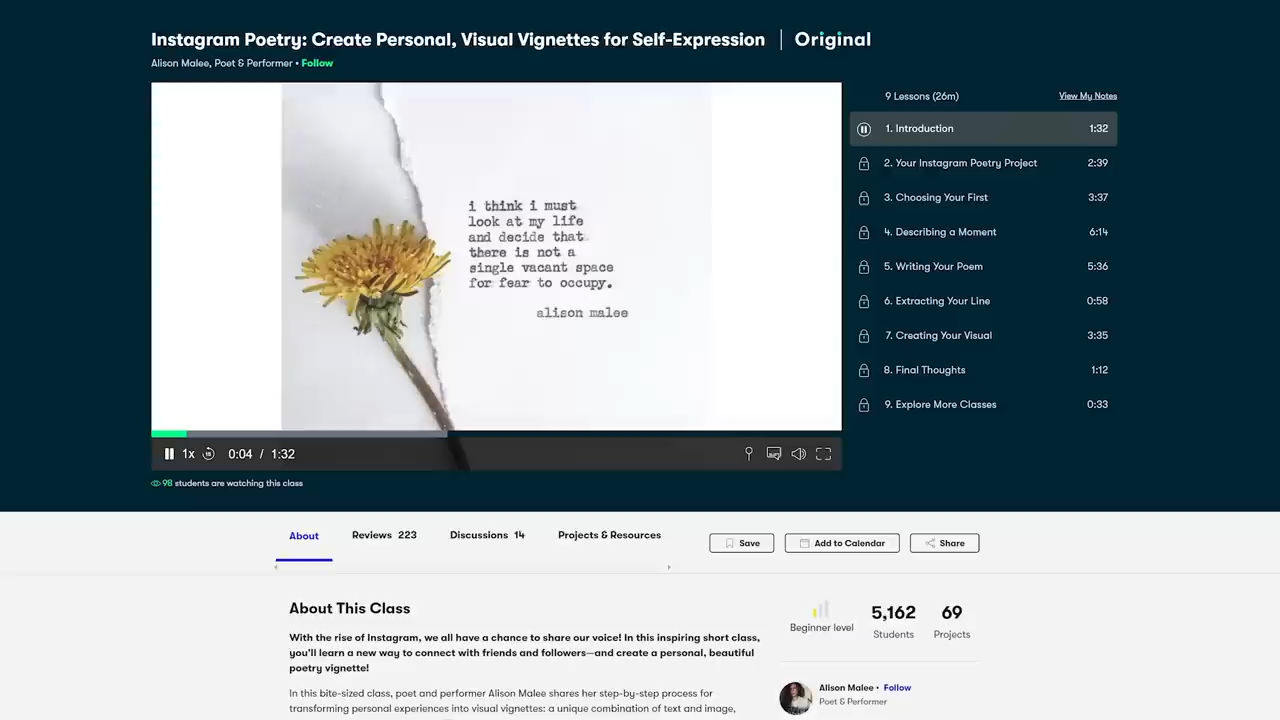 Instagram Poetry: Create Personal, Visual Vignettes for Self-Expression | Original
Alison Malee, Poet & Performer • Follow
i think i must
look at my life
and decide that
there is not a
single vacant space
for fear to occupy.
alison malee
1x 15 0:04 / 1:32
98 students are watching this class
9 Lessons (26m) View My Notes
1. Introduction 1:32
2. Your Instagram Poetry Project 2:39
3. Choosing Your First 3:37
4. Describing a Moment 6:14
5. Writing Your Poem 5:36
6. Extracting Your Line 0:58
7. Creating Your Visual 3:35
8. Final Thoughts 1:12
9. Explore More Classes 0:33
About Reviews 223 Discussions 14 Projects & Resources
Save Add to Calendar Share
About This Class
With the rise of Instagram, we all have a chance to share our voice! In this inspiring short class,
you'll learn a new way to connect with friends and followers—and create a personal, beautiful
poetry vignette!
In this bite-sized class, poet and performer Alison Malee shares her step-by-step process for
transforming personal experiences into visual vignettes: a unique combination of text and image,
Beginner level
5,162
Students
69
Projects
Alison Malee • Follow
Poet & Performer